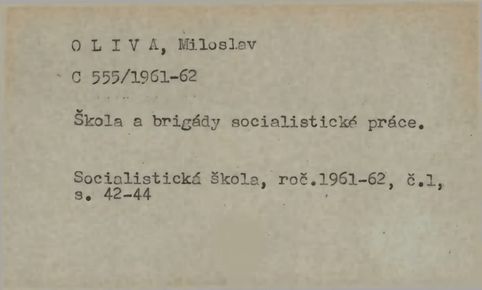 O L I V A, Miloslav
C 555/1961-62
Škola a brigády socialistické práce.
Socialistická škola, roč.1961-62, č.1,
s. 42-44